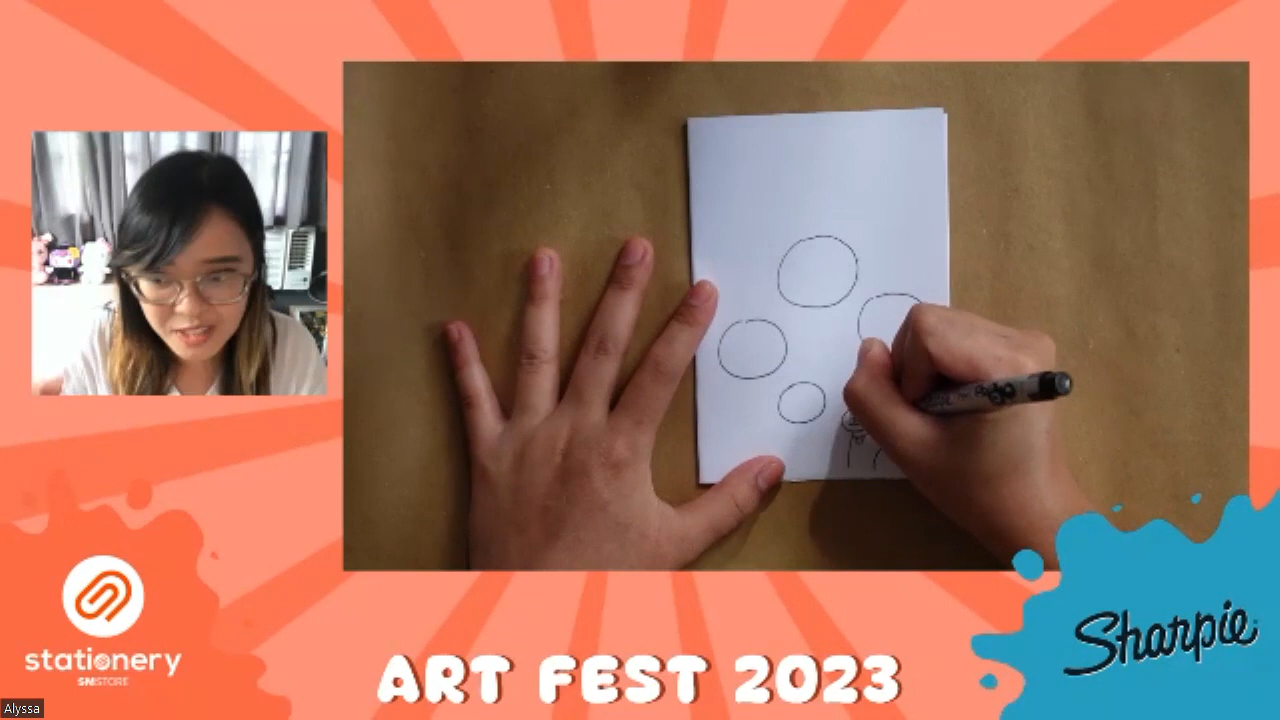 stationery
SM STORE
ART FEST 2023
Sharpie
Alyssa